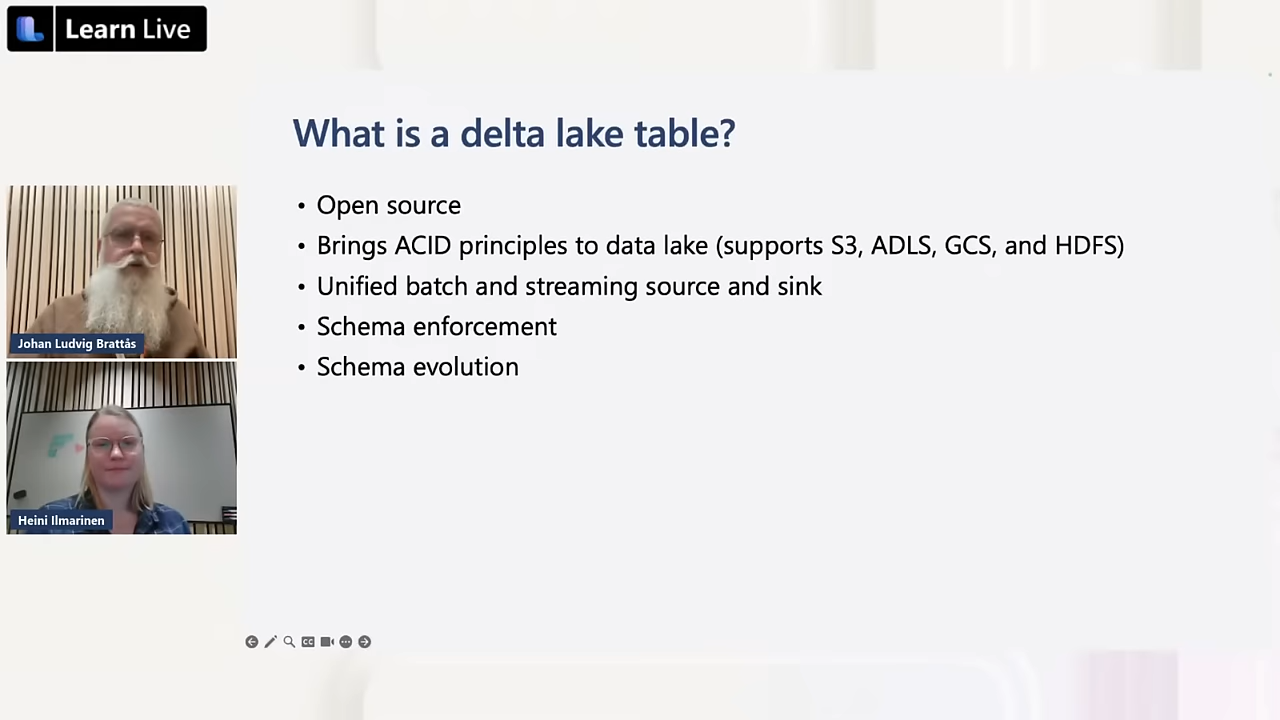 Learn Live
What is a delta lake table?
• Open source
• Brings ACID principles to data lake (supports S3, ADLS, GCS, and HDFS)
• Unified batch and streaming source and sink
• Schema enforcement
• Schema evolution
Johan Ludvig Brattås
Heini Ilmarinen
CC